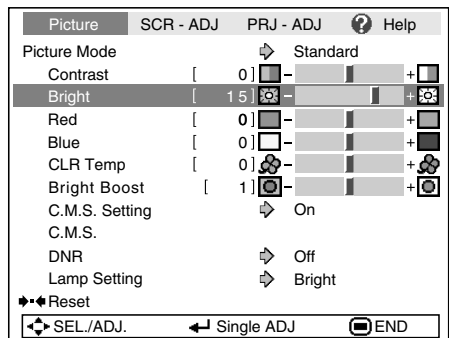 Picture SCR - ADJ PRJ - ADJ ? Help
Picture Mode Standard
Contrast [ 0 ] - +
Bright [ 15 ] - +
Red [ 0 ] - +
Blue [ 0 ] - +
CLR Temp [ 0 ] - +
Bright Boost [ 1 ] - +
C.M.S. Setting On
C.M.S.
DNR Off
Lamp Setting Bright
Reset
SEL./ADJ. Single ADJ END